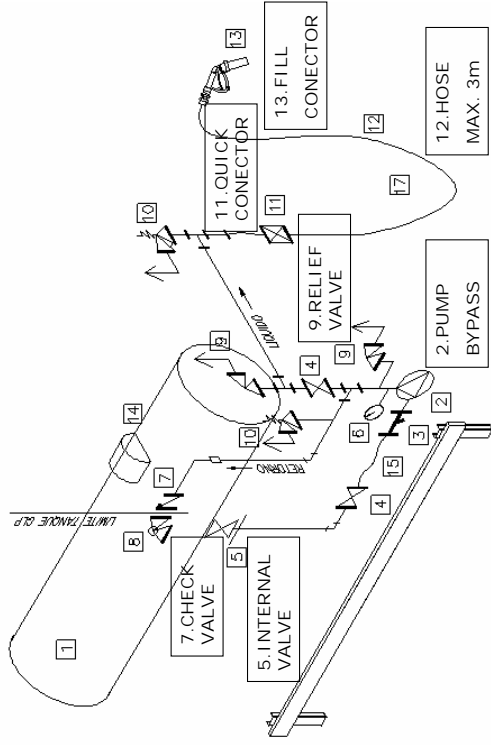 13
13.FILL
CONECTOR
12.HOSE
MAX. 3m
12
11.QUICK
CONECTOR
17
11
10
9.RELIEF
VALVE
2.PUMP
BYPASS
LIQUIDO
9
4
9
2
6
3
10
14
RETORNO
15
7
4
LIMITE TANQUE GLP
8
5
7.CHECK
VALVE
5.INTERNAL
VALVE
1